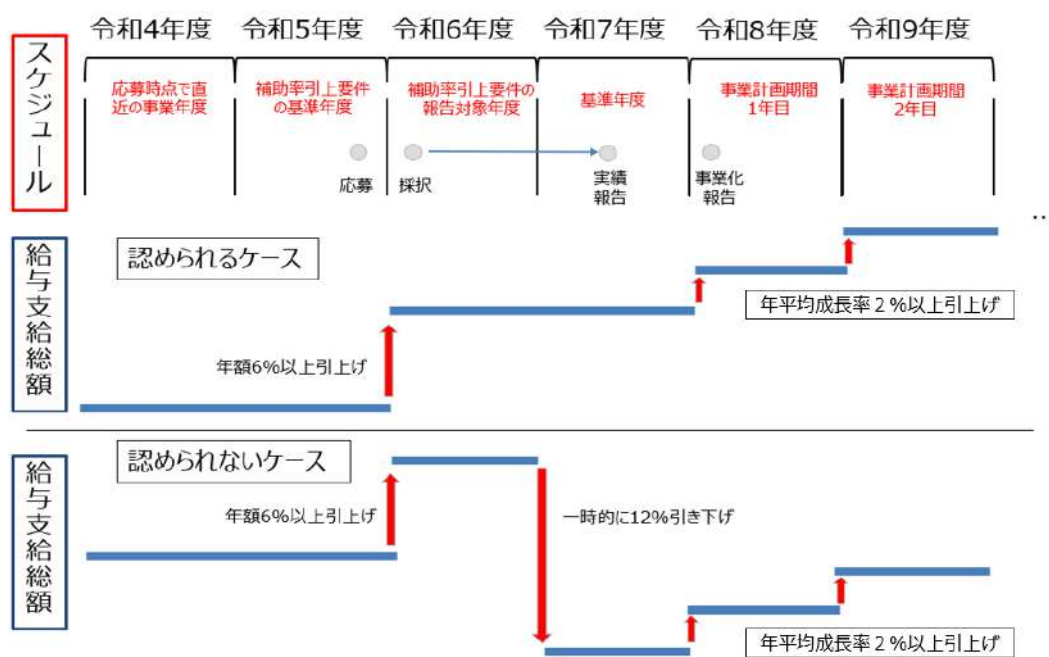 令和4年度
令和5年度
令和6年度
令和7年度
令和8年度
令和9年度
スケジュール
応募時点で直
近の事業年度
補助率引上要件
の基準年度
補助率引上要件の
報告対象年度
基準年度
事業計画期間
1年目
事業計画期間
2年目
応募
採択
実績
報告
事業化
報告
..
給与支給総額
認められるケース
年額6%以上引上げ
年平均成長率2%以上引上げ
給与支給総額
認められないケース
年額6%以上引上げ
一時的に12%引き下げ
年平均成長率2%以上引上げ